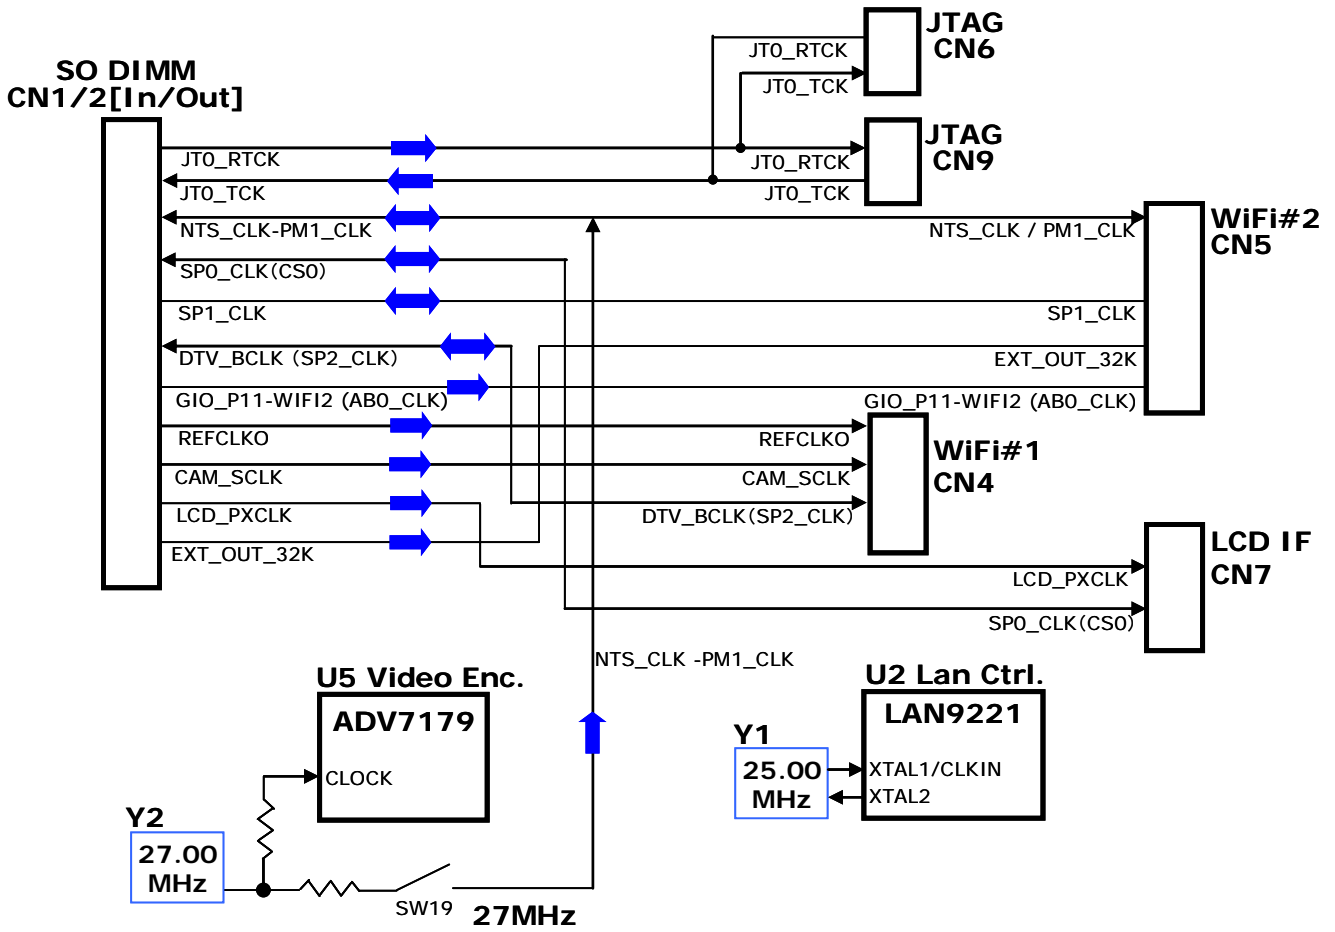 JTAG
CN6
JT0_RTCK
JT0_TCK
SO DIMM
CN1/2[In/Out]
JTAG
CN9
JT0_RTCK
JT0_RTCK
JT0_TCK
JT0_TCK
WiFi#2
CN5
NTS_CLK-PM1_CLK
NTS_CLK / PM1_CLK
SP0_CLK(CS0)
SP1_CLK
SP1_CLK
DTV_BCLK (SP2_CLK)
EXT_OUT_32K
GIO_P11-WIFI2 (AB0_CLK)
GIO_P11-WIFI2 (AB0_CLK)
REFCLKO
REFCLKO
WiFi#1
CN4
CAM_SCLK
CAM_SCLK
LCD_PXCLK
DTV_BCLK(SP2_CLK)
EXT_OUT_32K
LCD IF
CN7
LCD_PXCLK
SP0_CLK(CS0)
NTS_CLK -PM1_CLK
U5 Video Enc.
ADV7179
CLOCK
U2 Lan Ctrl.
LAN9221
Y1
25.00
MHz
XTAL1/CLKIN
XTAL2
Y2
27.00
MHz
SW19
27MHz